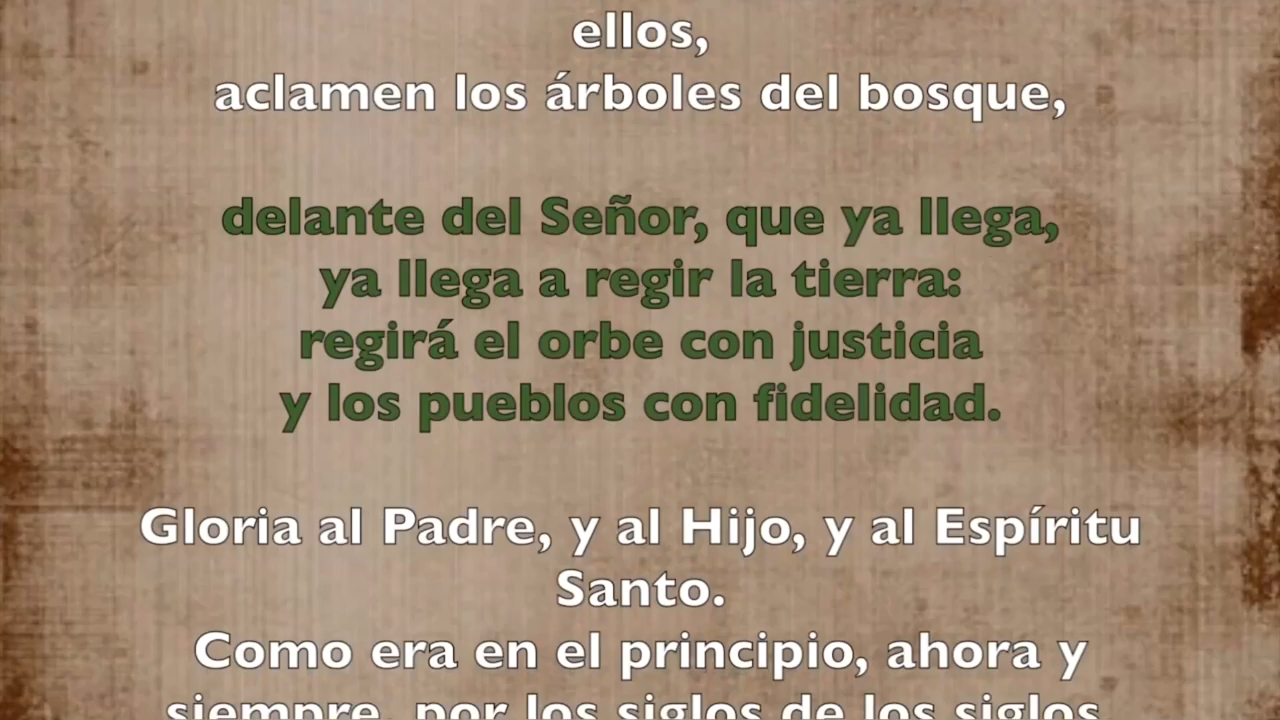 ellos,
aclamen los árboles del bosque,
delante del Señor, que ya llega,
ya llega a regir la tierra:
regirá el orbe con justicia
y los pueblos con fidelidad.
Gloria al Padre, y al Hijo, y al Espíritu
Santo.
Como era en el principio, ahora y
siempre, por los siglos de los siglos